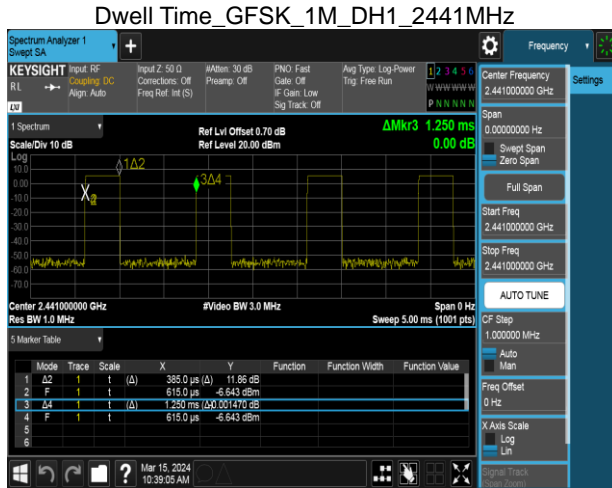 Dwell Time_GFSK_1M_DH1_2441MHz
Spectrum Analyzer 1
Swept SA
+
Frequency
KEYSIGHT
RL
LXI
Input: RF
Coupling: DC
Align: Auto
Input Z: 50 Ω
Corrections: Off
Freq Ref: Int (S)
#Atten: 30 dB
Preamp: Off
PNO: Fast
Gate: Off
IF Gain: Low
Sig Track: Off
Avg Type: Log-Power
Trig: Free Run
1 2 3 4 5 6
W W W W W W
P N N N N N
1 Spectrum
Scale/Div 10 dB
Ref Lvl Offset 0.70 dB
Ref Level 20.00 dBm
ΔMkr3 1.250 ms
0.00 dB
Log
10.0
0.00
-10.0
-20.0
-30.0
-40.0
-50.0
-60.0
-70.0
1Δ2
3Δ4
Center 2.441000000 GHz
Res BW 1.0 MHz
#Video BW 3.0 MHz
Span 0 Hz
Sweep 5.00 ms (1001 pts)
5 Marker Table
Mode Trace Scale X Y Function Function Width Function Value
1 Δ2 1 t (Δ) 385.0 µs (Δ) 11.86 dB
2 F 1 t 615.0 µs -6.643 dBm
3 Δ4 1 t (Δ) 1.250 ms (Δ) -0.001470 dB
4 F 1 t 615.0 µs -6.643 dBm
5
6
Settings
Center Frequency
2.441000000 GHz
Span
0.00000000 Hz
Swept Span
Zero Span
Full Span
Start Freq
2.441000000 GHz
Stop Freq
2.441000000 GHz
AUTO TUNE
CF Step
1.000000 MHz
Auto
Man
Freq Offset
0 Hz
X Axis Scale
Log
Lin
Signal Track
(Span Zoom)
?
Mar 15, 2024
10:39:05 AM